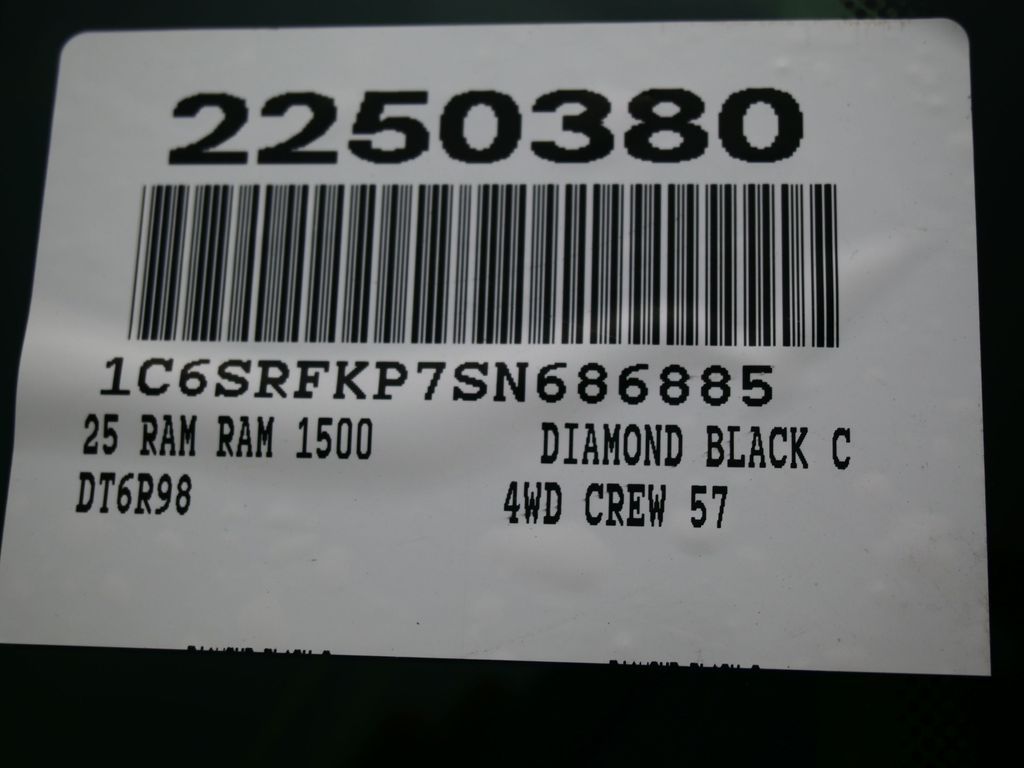 2250380
1C6SRFKP7SN686885
25 RAM RAM 1500 DIAMOND BLACK C
DT6R98 4WD CREW 57